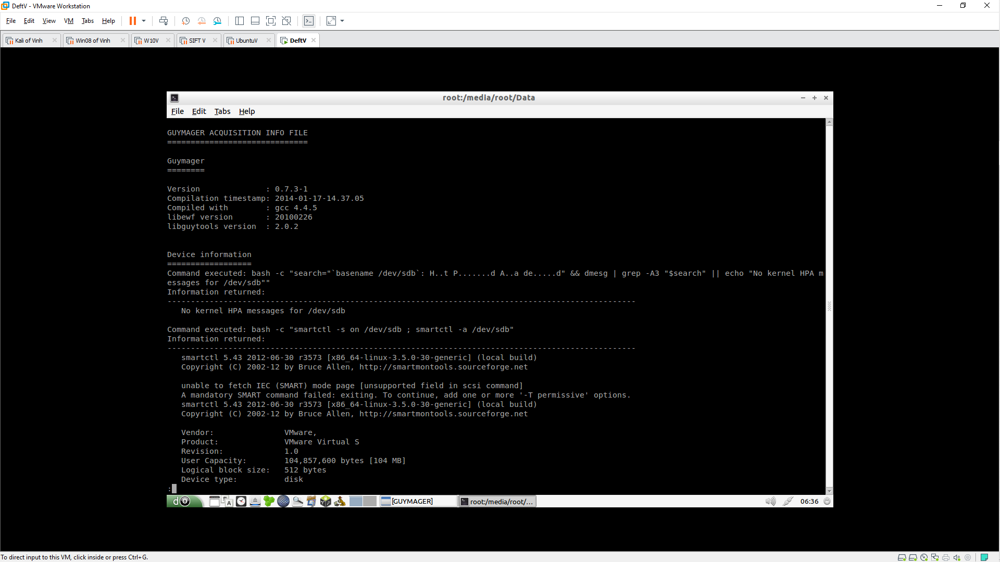 DeftV - VMware Workstation
File Edit View VM Tabs Help
Kali of Vinh Win08 of Vinh W10V SIFT V UbuntuV DeftV
root:/media/root/Data
File Edit Tabs Help
GUYMAGER ACQUISITION INFO FILE
==============================
Guymager
========
Version              : 0.7.3-1
Compilation timestamp: 2014-01-17-14.37.05
Compiled with        : gcc 4.4.5
libewf version       : 20100226
libguytools version  : 2.0.2
Device information
==================
Command executed: bash -c "search="`basename /dev/sdb`: H..t P.......d A..a de.....d" && dmesg | grep -A3 "$search" || echo "No kernel HPA m
essages for /dev/sdb""
Information returned:
----------------------------------------------------------------------------------------------------
No kernel HPA messages for /dev/sdb
Command executed: bash -c "smartctl -s on /dev/sdb ; smartctl -a /dev/sdb"
Information returned:
----------------------------------------------------------------------------------------------------
smartctl 5.43 2012-06-30 r3573 [x86_64-linux-3.5.0-30-generic] (local build)
Copyright (C) 2002-12 by Bruce Allen, http://smartmontools.sourceforge.net
unable to fetch IEC (SMART) mode page [unsupported field in scsi command]
A mandatory SMART command failed: exiting. To continue, add one or more '-T permissive' options.
smartctl 5.43 2012-06-30 r3573 [x86_64-linux-3.5.0-30-generic] (local build)
Copyright (C) 2002-12 by Bruce Allen, http://smartmontools.sourceforge.net
Vendor:               VMware,
Product:              VMware Virtual S
Revision:             1.0
User Capacity:        104,857,600 bytes [104 MB]
Logical block size:   512 bytes
Device type:          disk
:
d 8 A [GUYMAGER] root:/media/root/... 06:36
To direct input to this VM, click inside or press Ctrl+G.